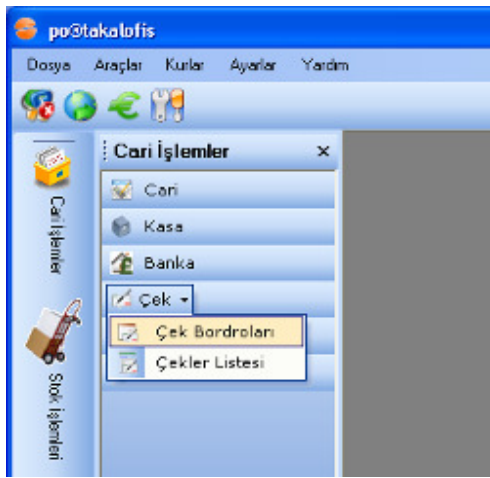 po@takalofis
Dosya Araçlar Kurlar Ayarlar Yardım
Cari İşlemler
Cari
Kasa
Banka
Çek
Çek Bordroları
Çekler Listesi
Cari İşlemler
Stok İşlemleri